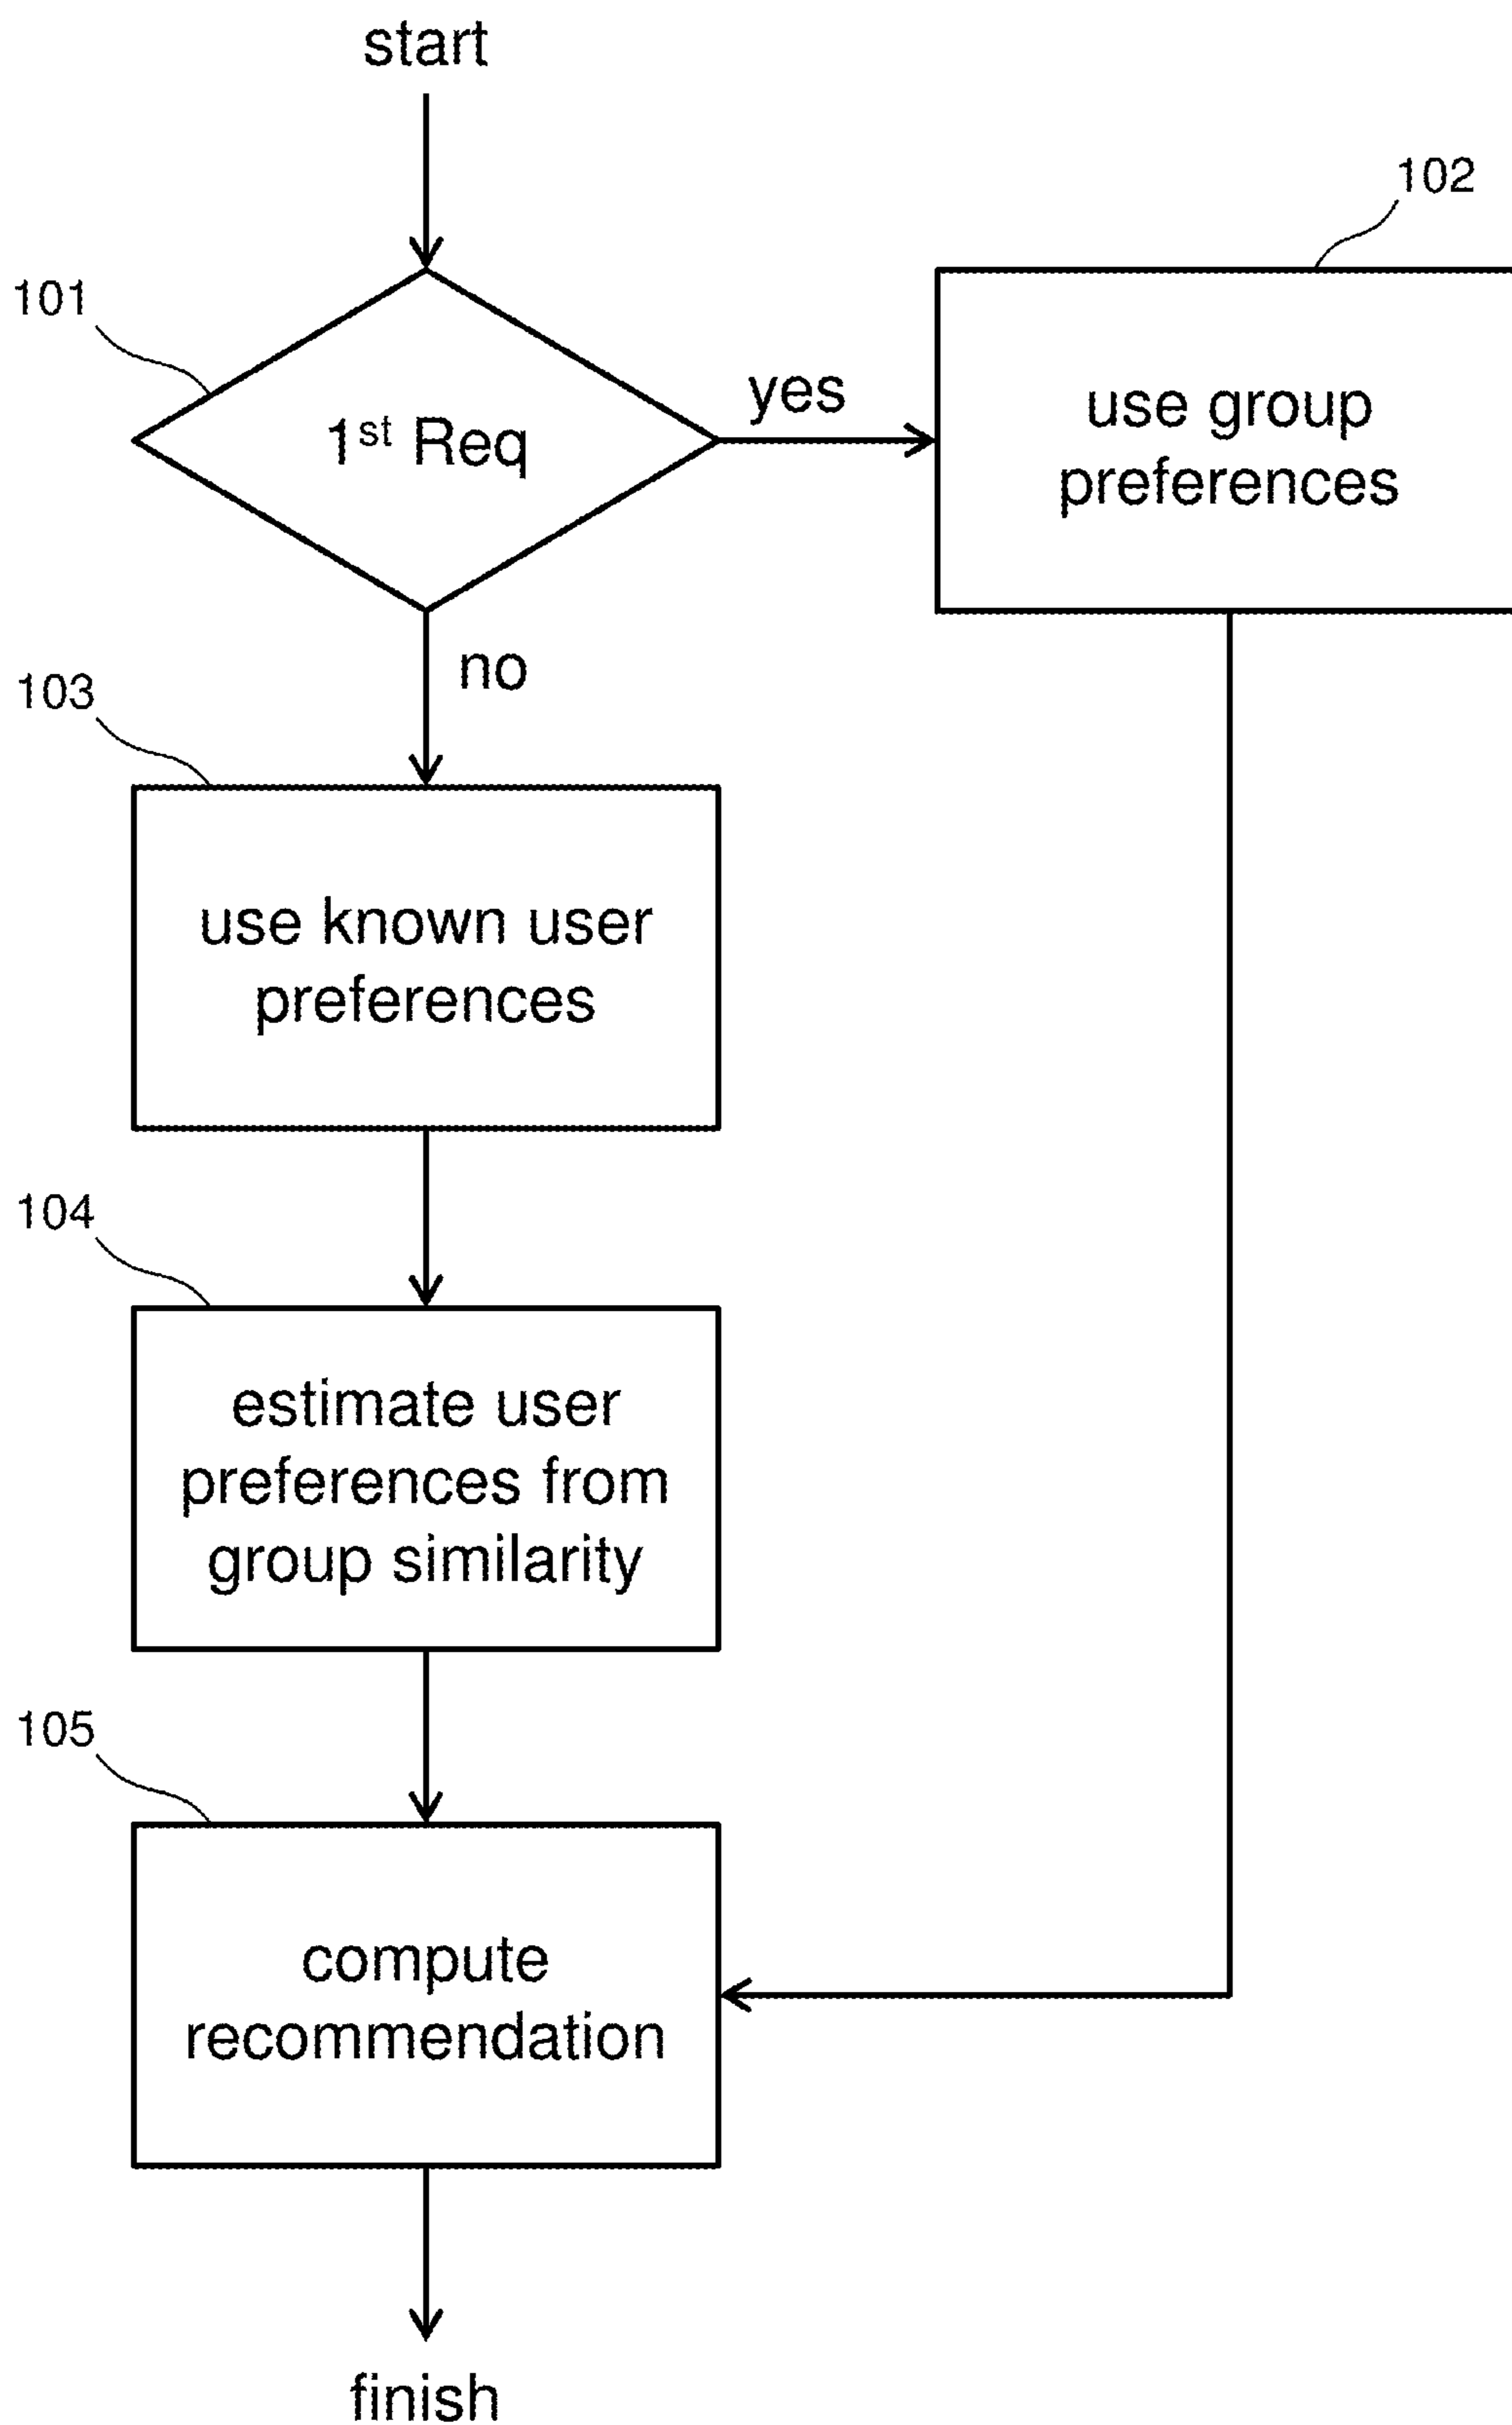 start
102
101
yes
use group
preferences
1st Req
no
103
use known user
preferences
104
estimate user
preferences from
group similarity
105
compute
recommendation
finish